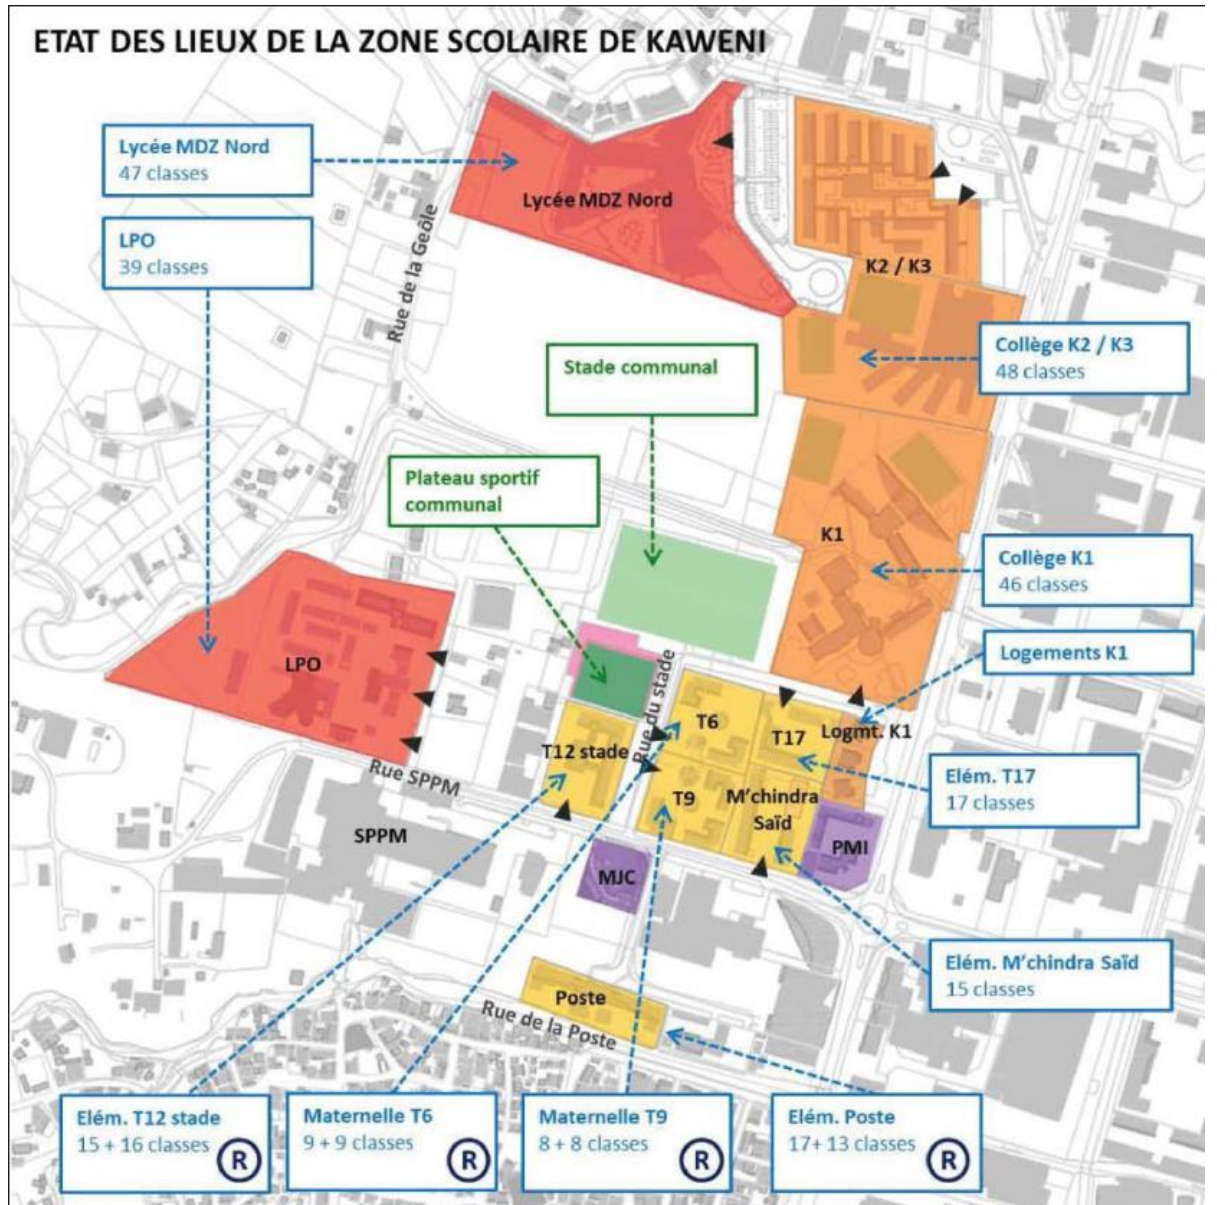 ETAT DES LIEUX DE LA ZONE SCOLAIRE DE KAWENI
Lycée MDZ Nord
47 classes
LPO
39 classes
Rue de la Geôle
Lycée MDZ Nord
K2 / K3
Collège K2 / K3
48 classes
Stade communal
Plateau sportif
communal
K1
Collège K1
46 classes
Logements K1
LPO
Rue SPPM
SPPM
T12 stade
Rue du stade
T6
T17
Logmt. K1
T9
M'chindra
Saïd
PMI
MJC
Elém. T17
17 classes
Elém. M'chindra Saïd
15 classes
Poste
Rue de la Poste
Elém. T12 stade
15 + 16 classes
R
Maternelle T6
9 + 9 classes
R
Maternelle T9
8 + 8 classes
R
Elém. Poste
17+ 13 classes
R